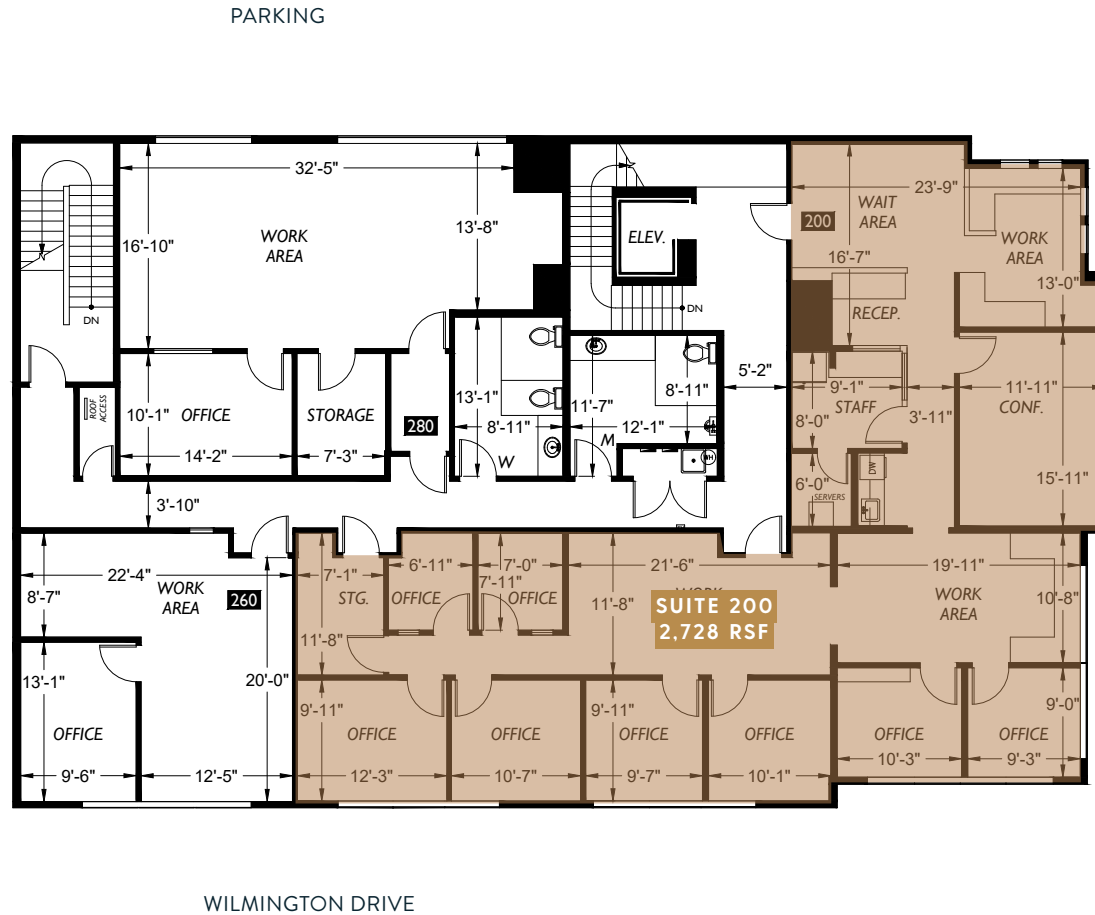 PARKING
32'-5"
23'-9"
WAIT
AREA
200
16'-10"
13'-8"
WORK
AREA
ELEV.
WORK
AREA
16'-7"
13'-0"
DN
DN
RECEP.
5'-2"
9'-1"
11'-11"
8'-11"
ROOF
ACCESS
10'-1"
OFFICE
STORAGE
13'-1"
11'-7"
STAFF
CONF.
280
8'-11"
12'-1"
M
8'-0"
3'-11"
14'-2"
7'-3"
W
WH
DW
6'-0"
15'-11"
SERVERS
3'-10"
22'-4"
7'-1"
6'-11"
7'-0"
21'-6"
19'-11"
8'-7"
WORK
AREA
260
STG.
OFFICE
7'-11"
OFFICE
11'-8"
WORK
SUITE 200
2,728 RSF
WORK
AREA
10'-8"
11'-8"
13'-1"
20'-0"
9'-11"
9'-11"
9'-0"
OFFICE
OFFICE
OFFICE
OFFICE
OFFICE
OFFICE
OFFICE
10'-3"
9'-3"
9'-6"
12'-5"
12'-3"
10'-7"
9'-7"
10'-1"
WILMINGTON DRIVE